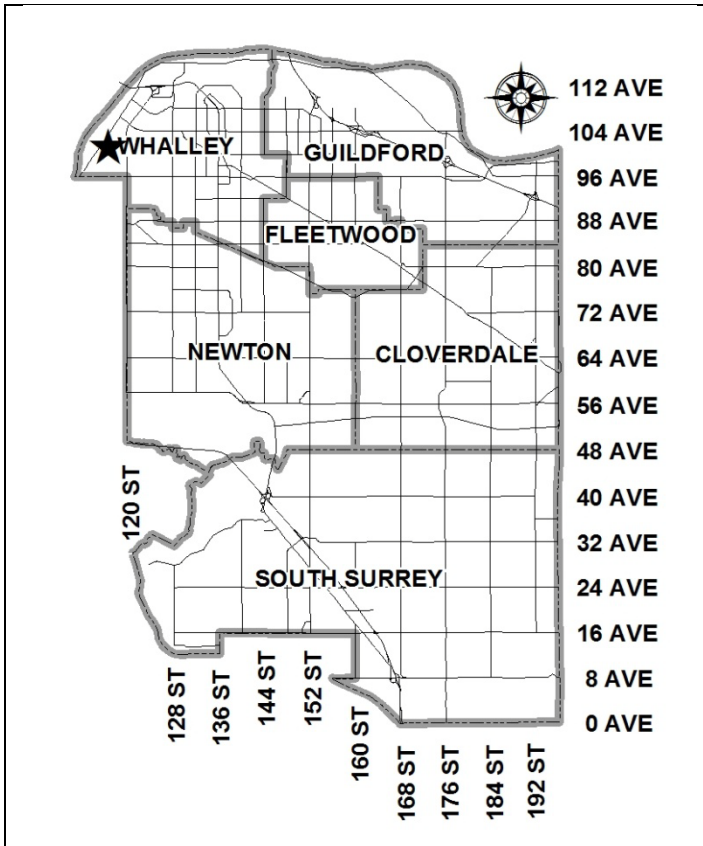 112 AVE
104 AVE
WHALLEY
GUILDFORD
96 AVE
88 AVE
FLEETWOOD
80 AVE
72 AVE
NEWTON
CLOVERDALE
64 AVE
56 AVE
48 AVE
120 ST
40 AVE
32 AVE
SOUTH SURREY
24 AVE
16 AVE
128 ST
136 ST
144 ST
152 ST
8 AVE
160 ST
0 AVE
168 ST
176 ST
184 ST
192 ST